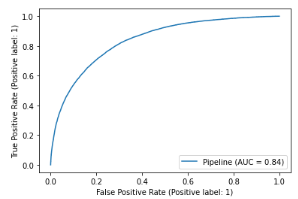 1.0
0.8
0.6
0.4
0.2
0.0
True Positive Rate (Positive label: 1)
Pipeline (AUC = 0.84)
0.0 0.2 0.4 0.6 0.8 1.0
False Positive Rate (Positive label: 1)